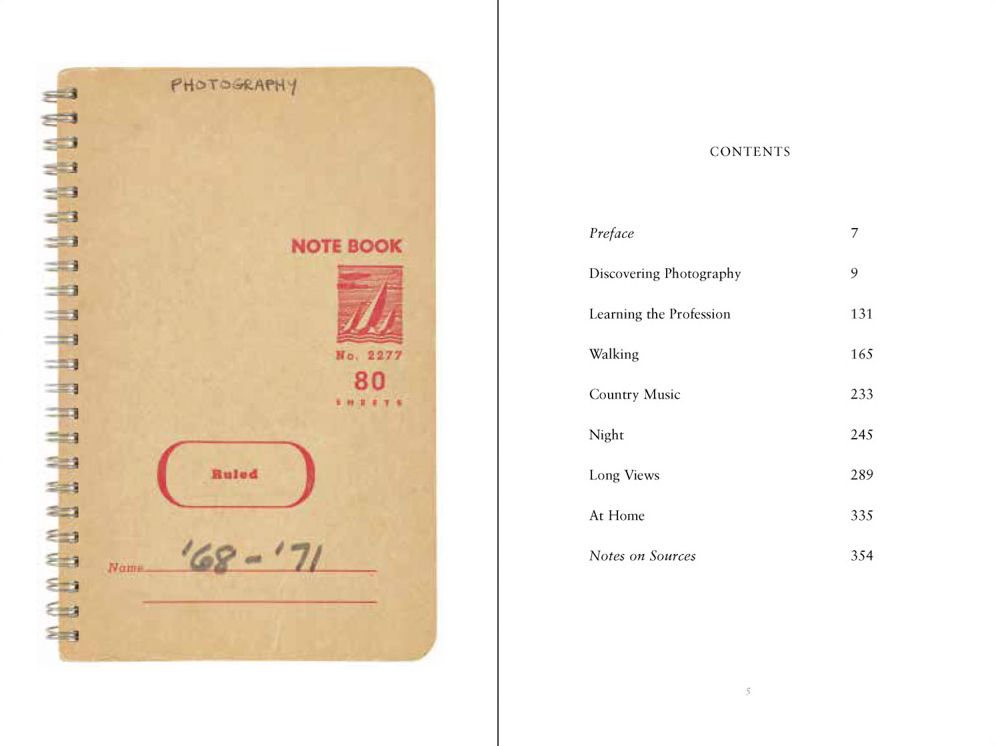 PHOTOGRAPHY
NOTE BOOK
No. 2277
80
SHEETS
Ruled
Name
'68 - '71
CONTENTS
Preface 7
Discovering Photography 9
Learning the Profession 131
Walking 165
Country Music 233
Night 245
Long Views 289
At Home 335
Notes on Sources 354
5